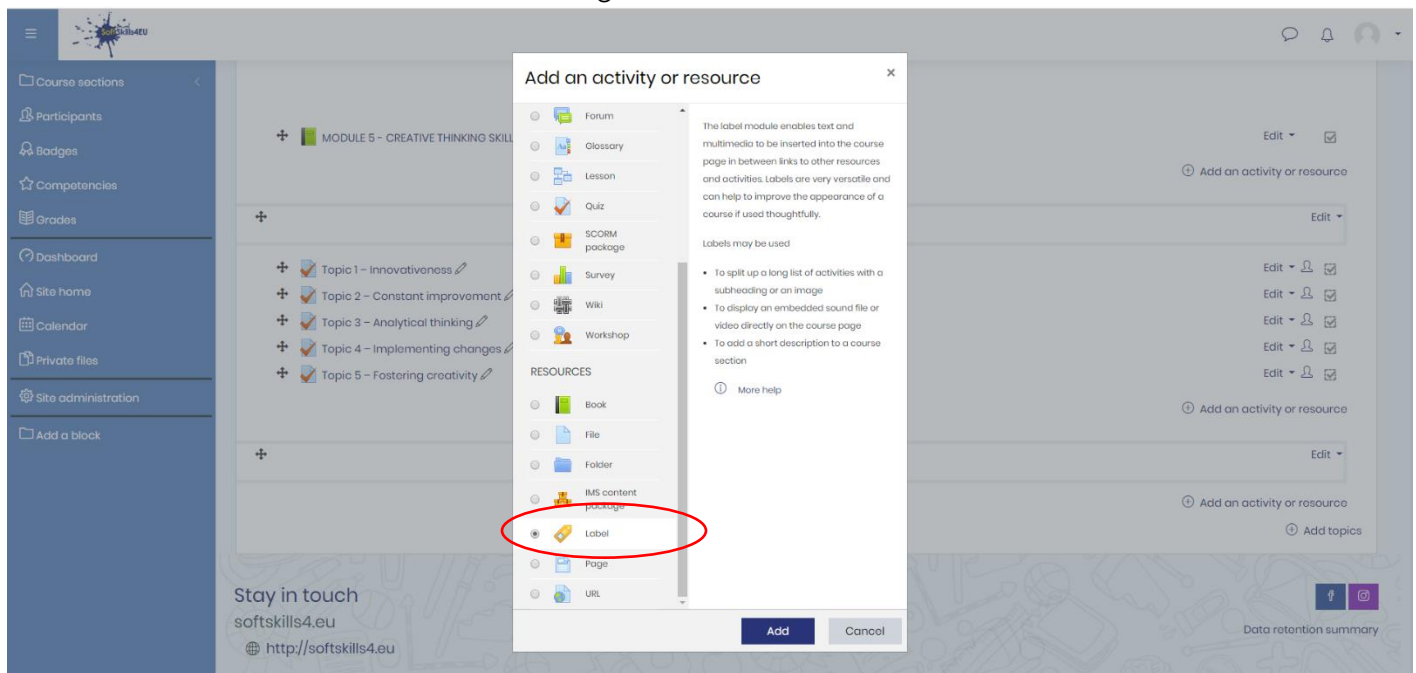 SoftSkills4EU
Course sections
Participants
Badges
Competencies
Grades
Dashboard
Site home
Calendar
Private files
Site administration
Add a block
MODULE 5 - CREATIVE THINKING SKILL
Edit
Add an activity or resource
Edit
Topic 1 – Innovativeness
Edit
Topic 2 – Constant improvement
Edit
Topic 3 – Analytical thinking
Edit
Topic 4 – Implementing changes
Edit
Topic 5 – Fostering creativity
Edit
Add an activity or resource
Edit
Add an activity or resource
Add topics
Add an activity or resource
×
Forum
Glossary
Lesson
Quiz
SCORM
package
Survey
Wiki
Workshop
RESOURCES
Book
File
Folder
IMS content
package
Label
Page
URL
The label module enables text and
multimedia to be inserted into the course
page in between links to other resources
and activities. Labels are very versatile and
can help to improve the appearance of a
course if used thoughtfully.
Labels may be used
• To split up a long list of activities with a
subheading or an image
• To display an embedded sound file or
video directly on the course page
• To add a short description to a course
section
More help
Add
Cancel
Stay in touch
softskills4.eu
http://softskills4.eu
Data retention summary